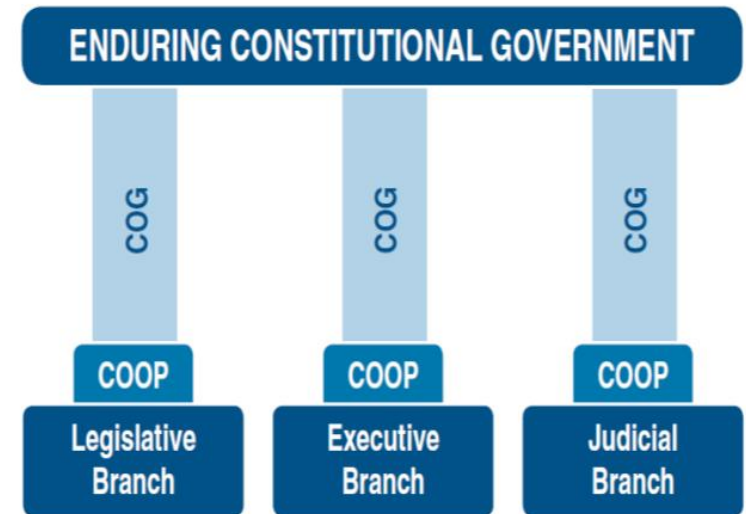 ENDURING CONSTITUTIONAL GOVERNMENT
COG
COG
COG
COOP
COOP
COOP
Legislative
Branch
Executive
Branch
Judicial
Branch